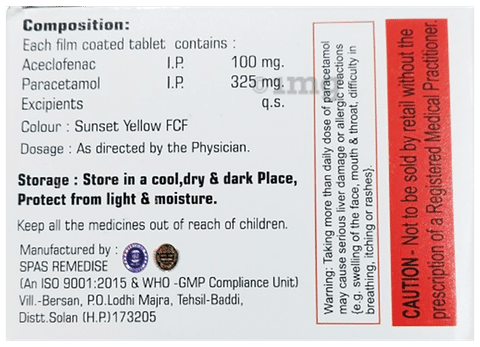 Composition:
Each film coated tablet contains :
Aceclofenac I.P. 100 mg.
Paracetamol I.P. 325 mg.
Excipients q.s.
Colour : Sunset Yellow FCF
Dosage : As directed by the Physician.
Storage : Store in a cool,dry & dark Place,
Protect from light & moisture.
Keep all the medicines out of reach of children.
Manufactured by :
SPAS REMEDISE
(An ISO 9001:2015 & WHO -GMP Compliance Unit)
Vill.-Bersan, P.O.Lodhi Majra, Tehsil-Baddi,
Distt.Solan (H.P.)173205
Warning: Taking more than daily dose of paracetamol
may cause serious liver damage or allergic reactions
(e.g. swelling of the face, mouth & throat, difficulty in
breathing, itching or rashes).
CAUTION - Not to be sold by retail without the
prescription of a Registered Medical Practitioner.